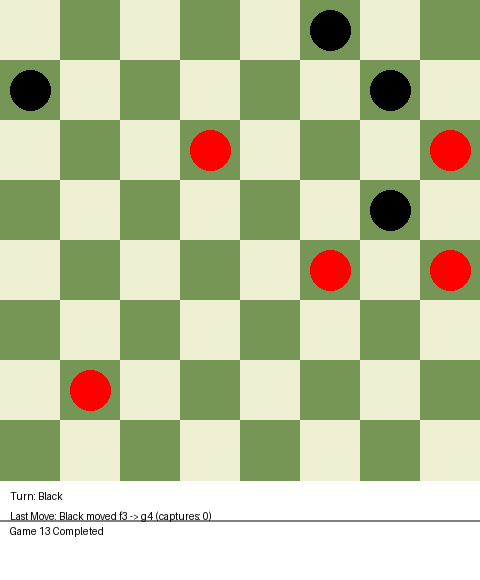 Turn: Black
Last Move: Black moved f3 -> g4 (captures: 0)
Game 13 Completed